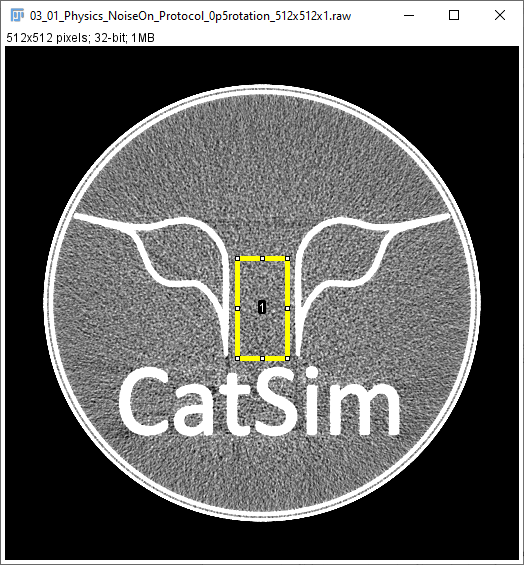 03_01_Physics_NoiseOn_Protocol_0p5rotation_512x512x1.raw
512x512 pixels; 32-bit; 1MB
1
CatSim